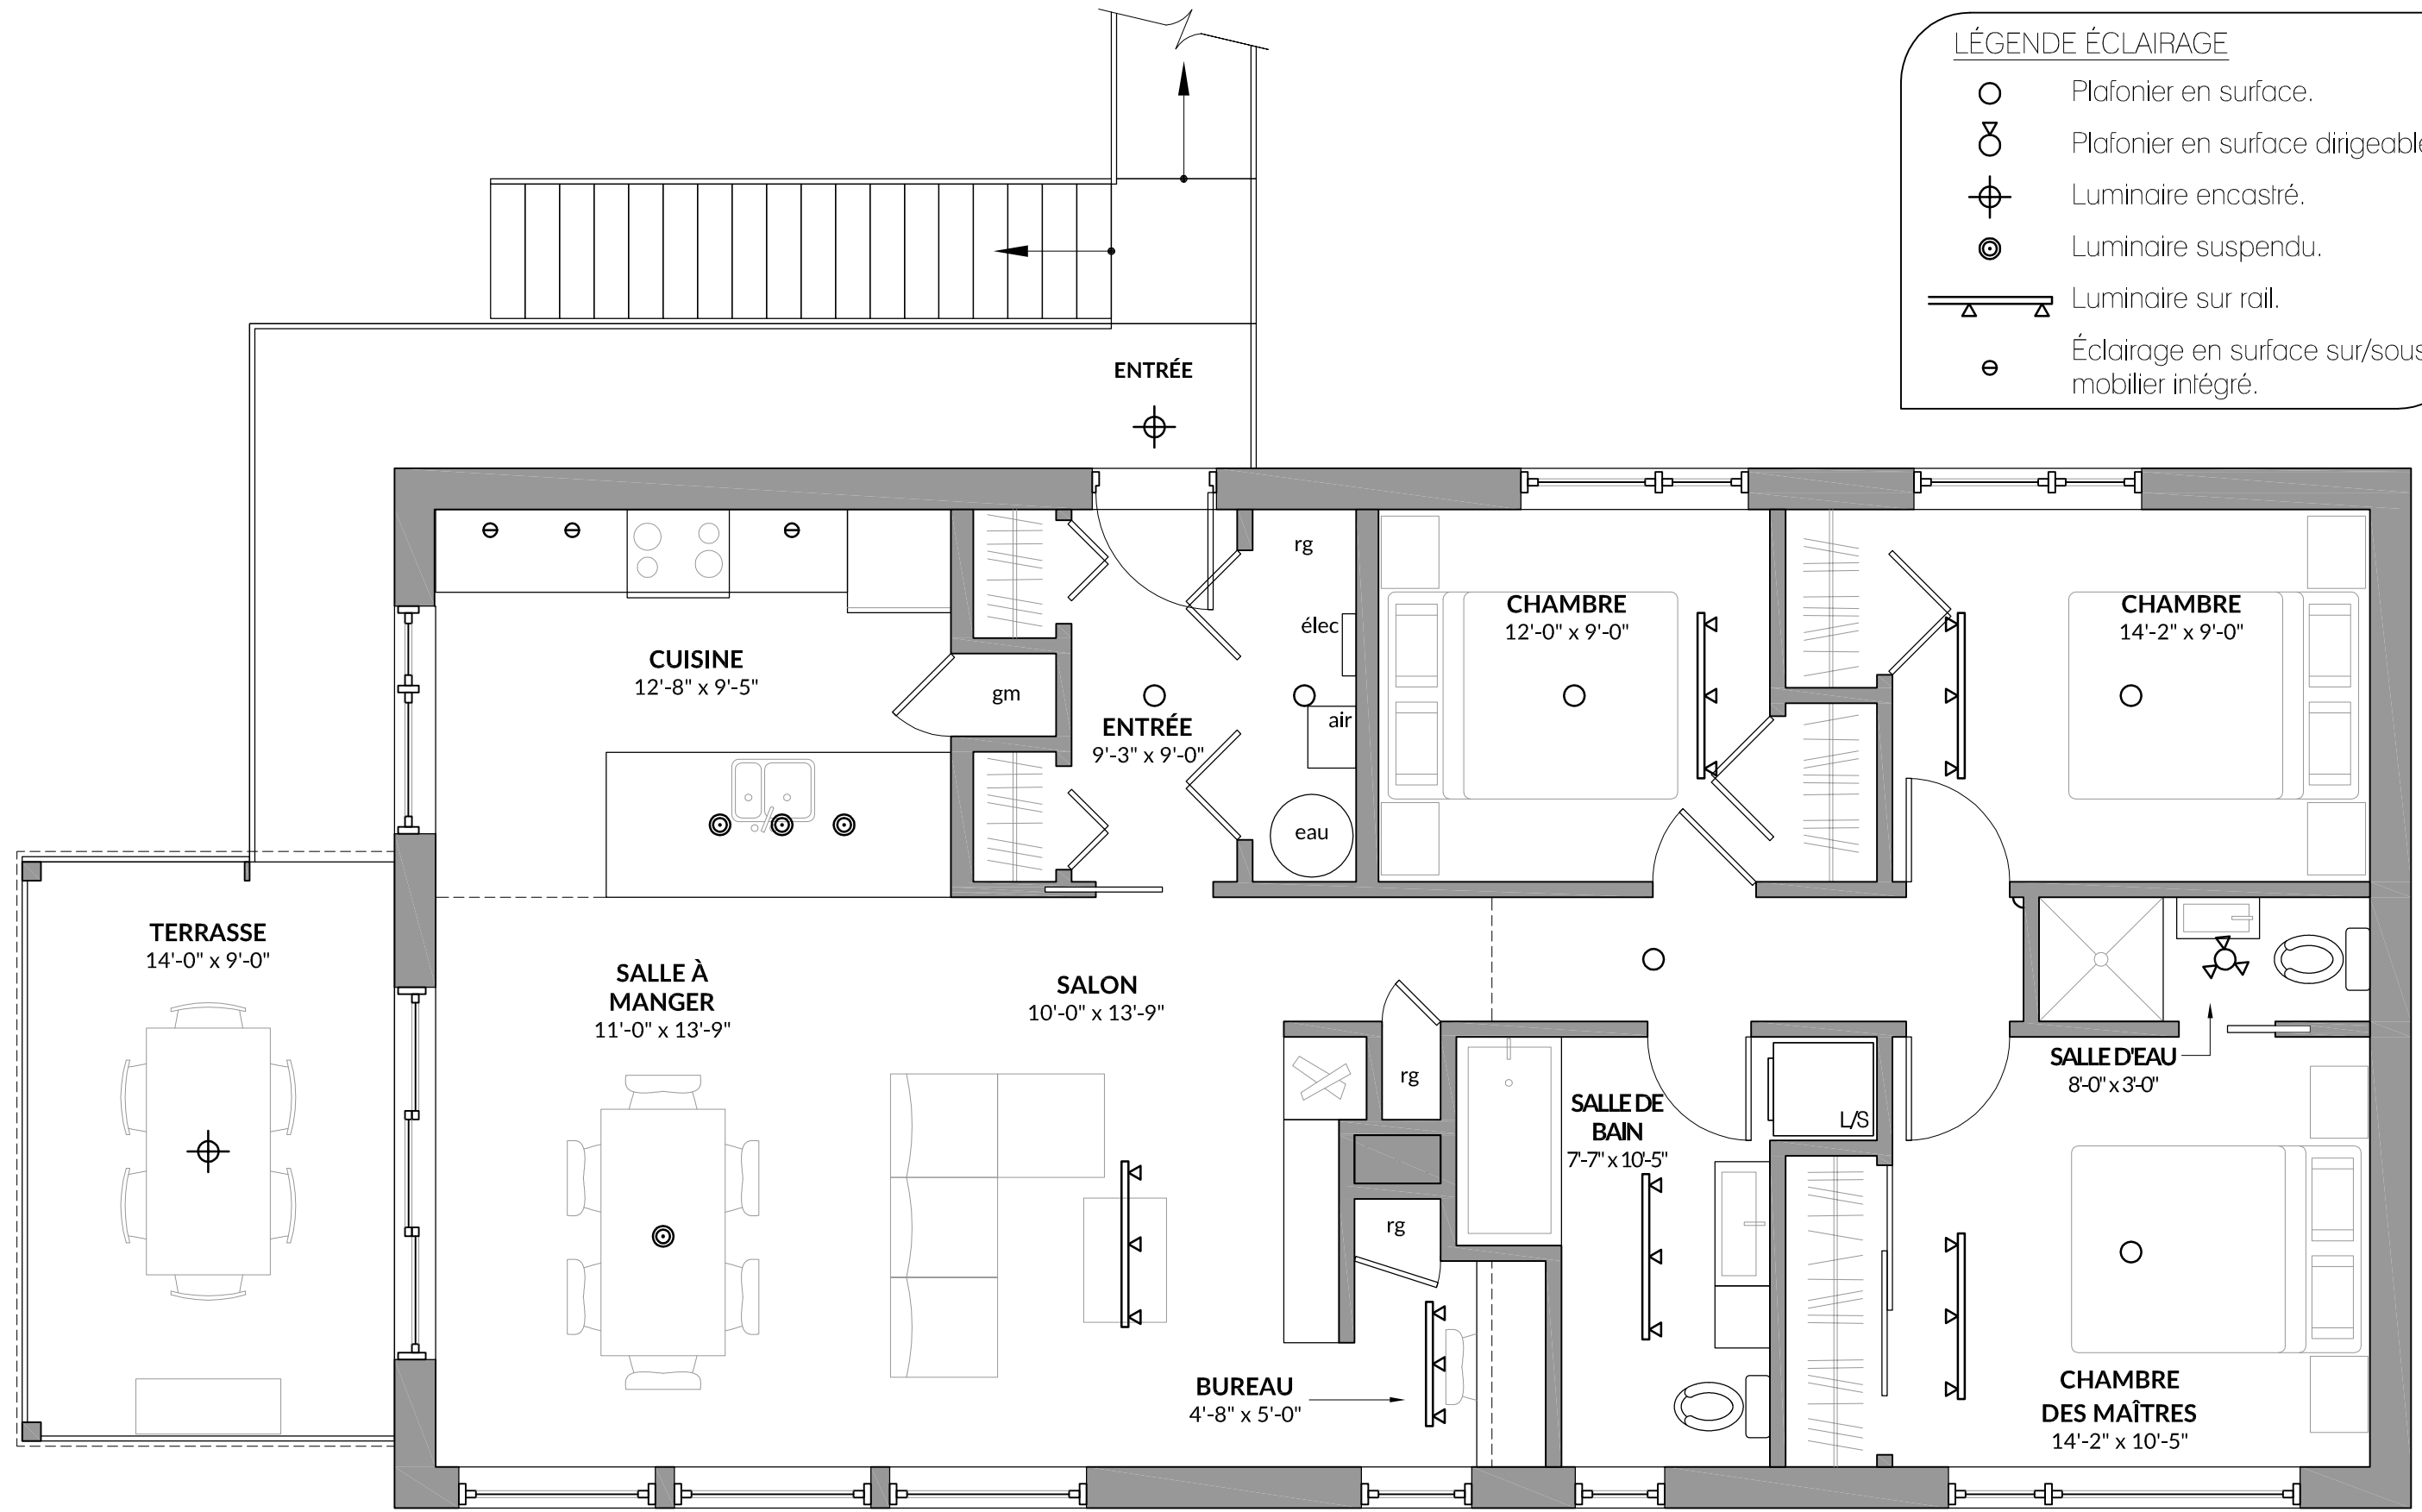 LÉGENDE ÉCLAIRAGE
Plafonier en surface.
Plafonier en surface dirigeable
Luminaire encastré.
Luminaire suspendu.
Luminaire sur rail.
Éclairage en surface sur/sous
mobilier intégré.
ENTRÉE
rg
élec
air
eau
gm
CUISINE
12'-8" x 9'-5"
ENTRÉE
9'-3" x 9'-0"
CHAMBRE
12'-0" x 9'-0"
CHAMBRE
14'-2" x 9'-0"
TERRASSE
14'-0" x 9'-0"
SALLE À
MANGER
11'-0" x 13'-9"
SALON
10'-0" x 13'-9"
rg
rg
SALLE DE
BAIN
7'-7" x 10'-5"
L/S
SALLE D'EAU
8'-0" x 3'-0"
BUREAU
4'-8" x 5'-0"
CHAMBRE
DES MAÎTRES
14'-2" x 10'-5"